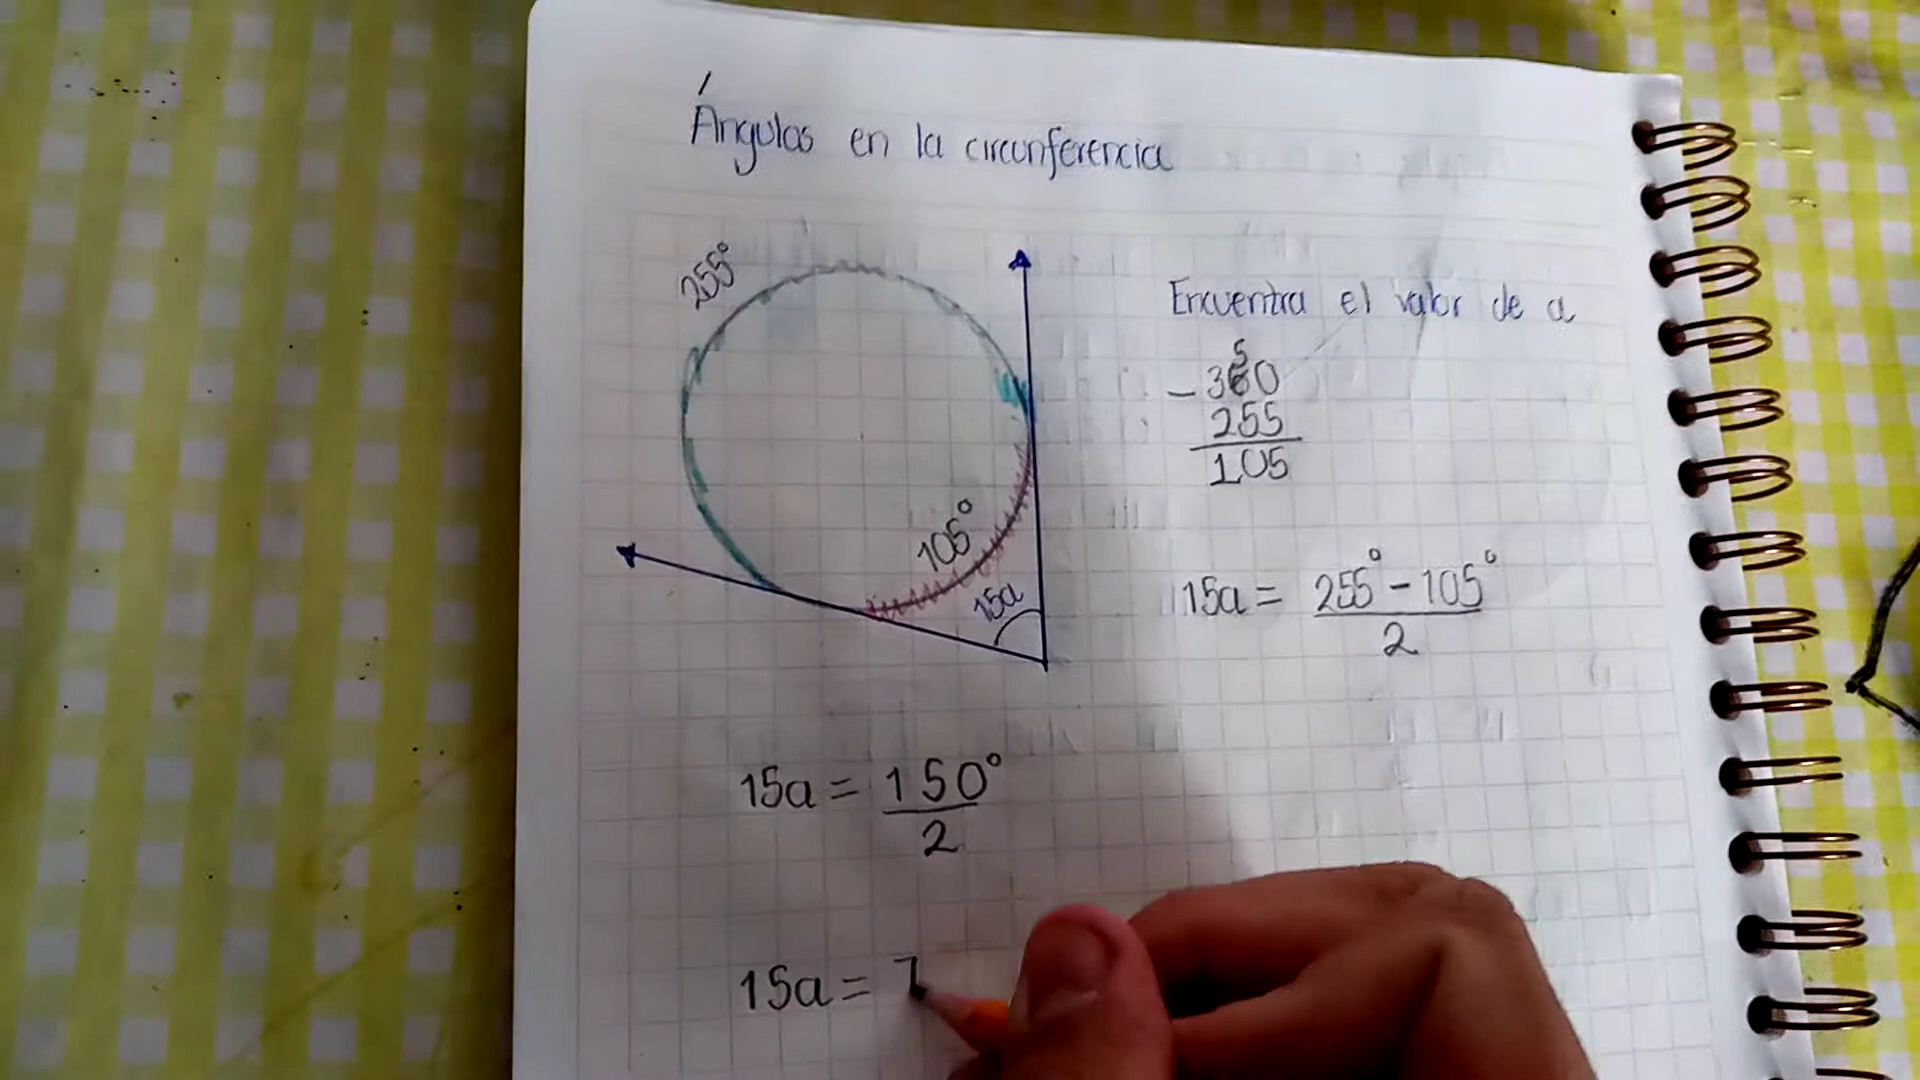 Ángulos en la circunferencia
255°
105°
15a
Encuentra el valor de a
5
- 360
255
105
15a = 255° - 105°
2
15a = 150°
2
15a = 7